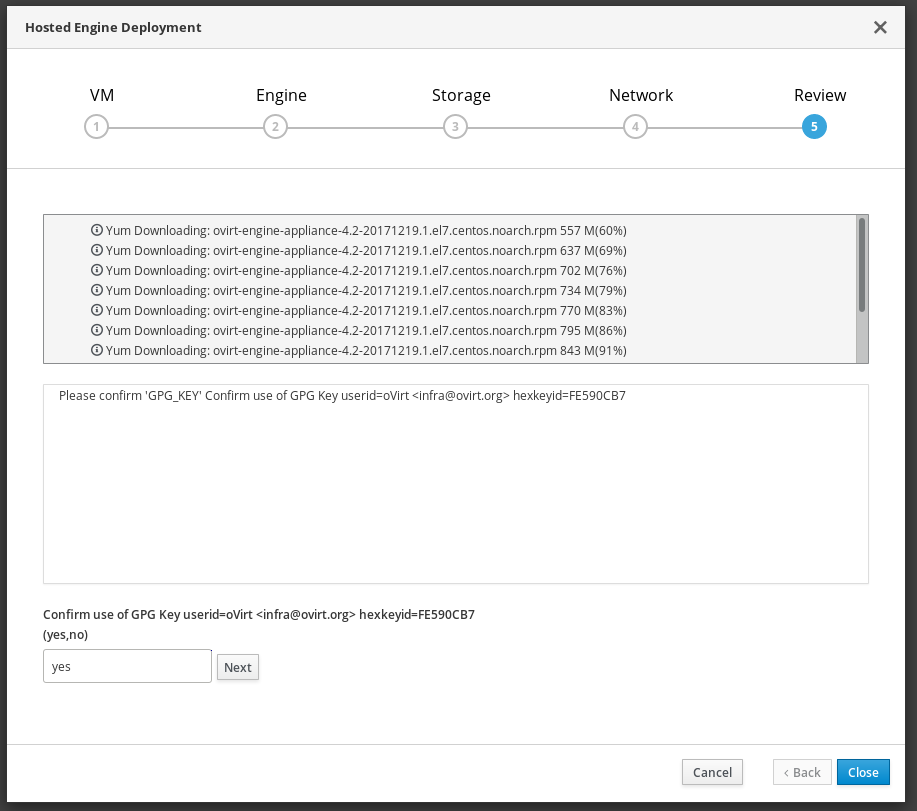 Hosted Engine Deployment
VM
Engine
Storage
Network
Review
1
2
3
4
5
Yum Downloading: ovirt-engine-appliance-4.2-20171219.1.el7.centos.noarch.rpm 557 M(60%)
Yum Downloading: ovirt-engine-appliance-4.2-20171219.1.el7.centos.noarch.rpm 637 M(69%)
Yum Downloading: ovirt-engine-appliance-4.2-20171219.1.el7.centos.noarch.rpm 702 M(76%)
Yum Downloading: ovirt-engine-appliance-4.2-20171219.1.el7.centos.noarch.rpm 734 M(79%)
Yum Downloading: ovirt-engine-appliance-4.2-20171219.1.el7.centos.noarch.rpm 770 M(83%)
Yum Downloading: ovirt-engine-appliance-4.2-20171219.1.el7.centos.noarch.rpm 795 M(86%)
Yum Downloading: ovirt-engine-appliance-4.2-20171219.1.el7.centos.noarch.rpm 843 M(91%)
Please confirm 'GPG_KEY' Confirm use of GPG Key userid=oVirt <infra@ovirt.org> hexkeyid=FE590CB7
Confirm use of GPG Key userid=oVirt <infra@ovirt.org> hexkeyid=FE590CB7
(yes,no)
yes
Next
Cancel
‹ Back
Close